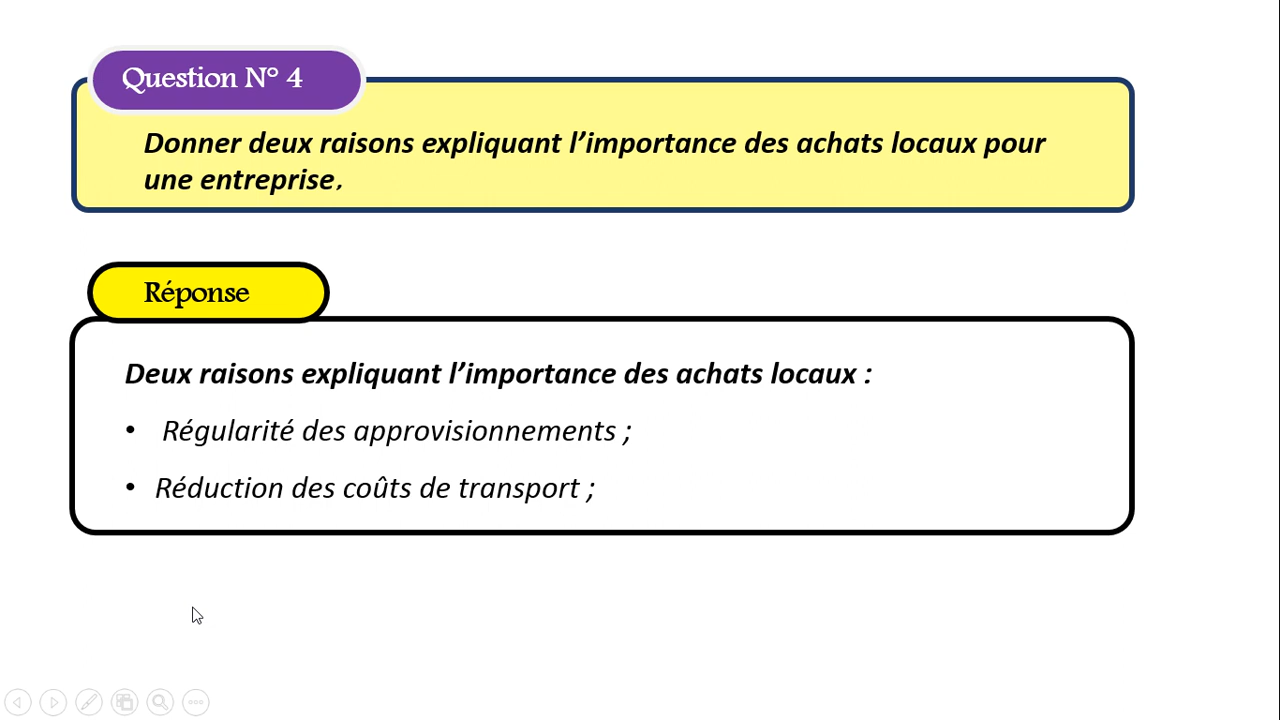 Question N° 4
Donner deux raisons expliquant l’importance des achats locaux pour
une entreprise.
Réponse
Deux raisons expliquant l’importance des achats locaux :
• Régularité des approvisionnements ;
• Réduction des coûts de transport ;